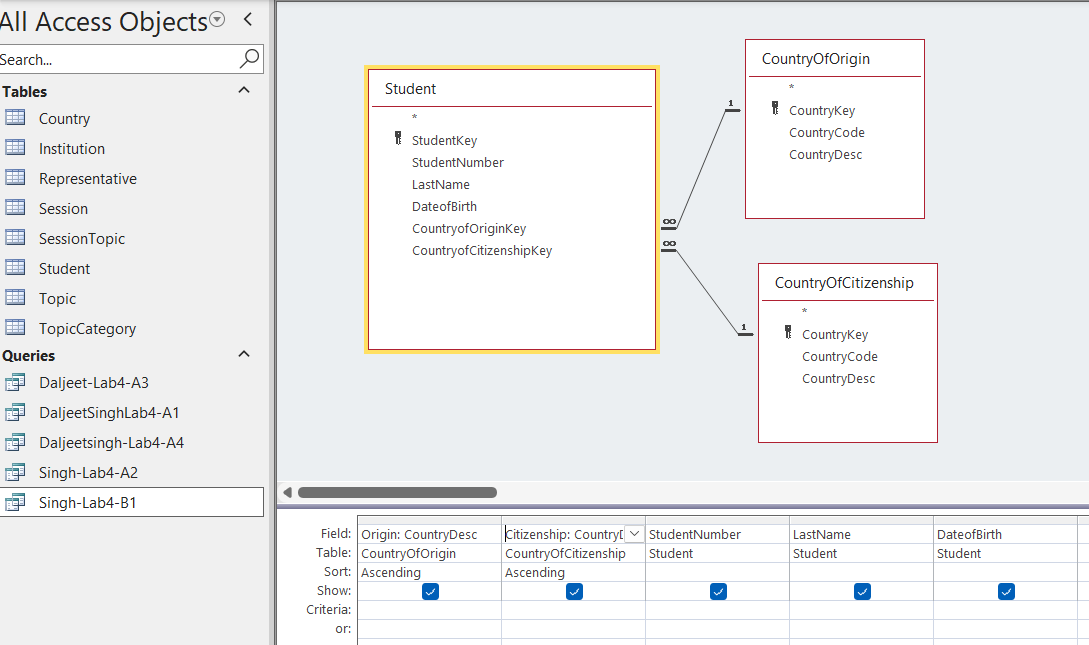 All Access Objects
Search...
Tables
Country
Institution
Representative
Session
SessionTopic
Student
Topic
TopicCategory
Queries
Daljeet-Lab4-A3
DaljeetSinghLab4-A1
Daljeetsingh-Lab4-A4
Singh-Lab4-A2
Singh-Lab4-B1
Student
*
StudentKey
StudentNumber
LastName
DateofBirth
CountryofOriginKey
CountryofCitizenshipKey
∞
∞
1
1
CountryOfOrigin
*
CountryKey
CountryCode
CountryDesc
CountryOfCitizenship
*
CountryKey
CountryCode
CountryDesc
Field: Origin: CountryDesc Citizenship: CountryD StudentNumber LastName DateofBirth
Table: CountryOfOrigin CountryOfCitizenship Student Student Student
Sort: Ascending Ascending
Show:
Criteria:
or: